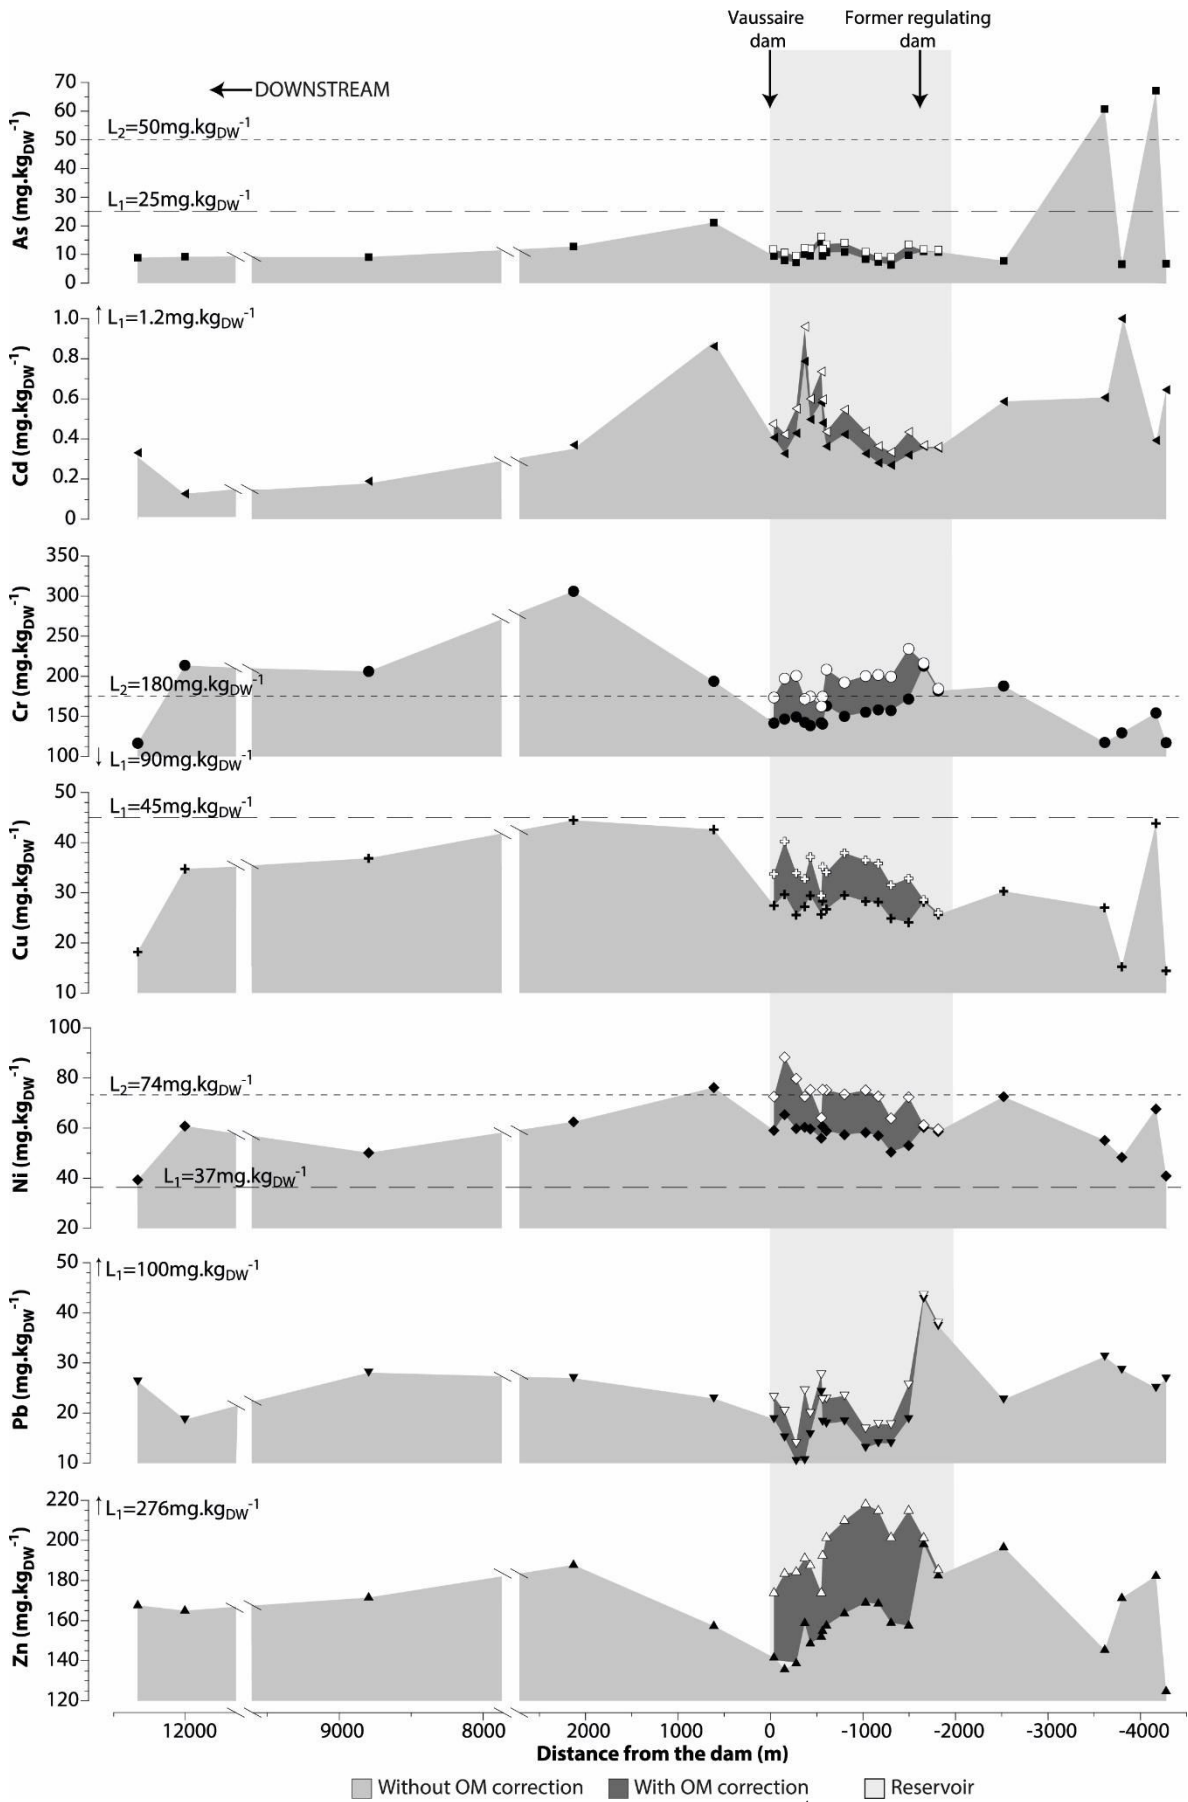 Vaussaire dam
Former regulating dam
DOWNSTREAM
As (mg.kgDW-1)
70
60
50
40
30
20
10
0
L2=50mg.kgDW-1
L1=25mg.kgDW-1
Cd (mg.kgDW-1)
↑L1=1.2mg.kgDW-1
1.0
0.8
0.6
0.4
0.2
0
Cr (mg.kgDW-1)
350
300
250
200
150
100
L2=180mg.kgDW-1
↓L1=90mg.kgDW-1
Cu (mg.kgDW-1)
50
40
30
20
10
L1=45mg.kgDW-1
Ni (mg.kgDW-1)
100
80
60
40
20
L2=74mg.kgDW-1
L1=37mg.kgDW-1
Pb (mg.kgDW-1)
50
40
30
20
10
↑L1=100mg.kgDW-1
Zn (mg.kgDW-1)
220
200
180
160
140
120
↑L1=276mg.kgDW-1
12000 9000 8000 2000 1000 0 -1000 -2000 -3000 -4000
Distance from the dam (m)
Without OM correction With OM correction Reservoir